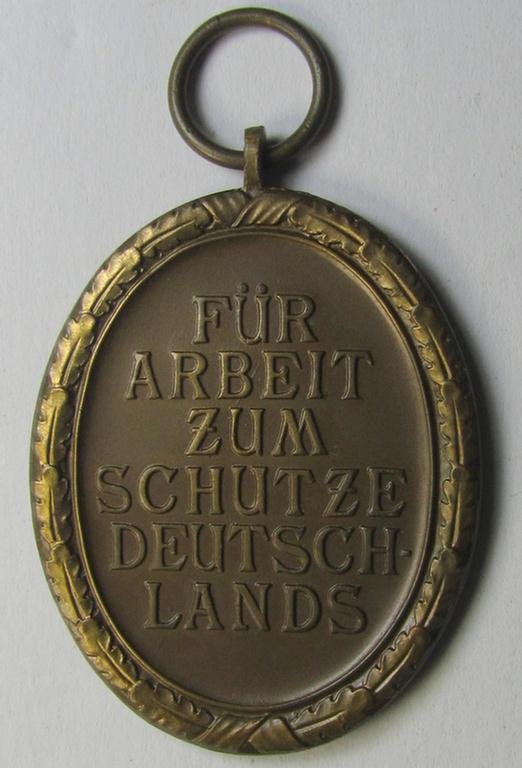 FÜR
ARBEIT
ZUM
SCHUTZE
DEUTSCH-
LANDS